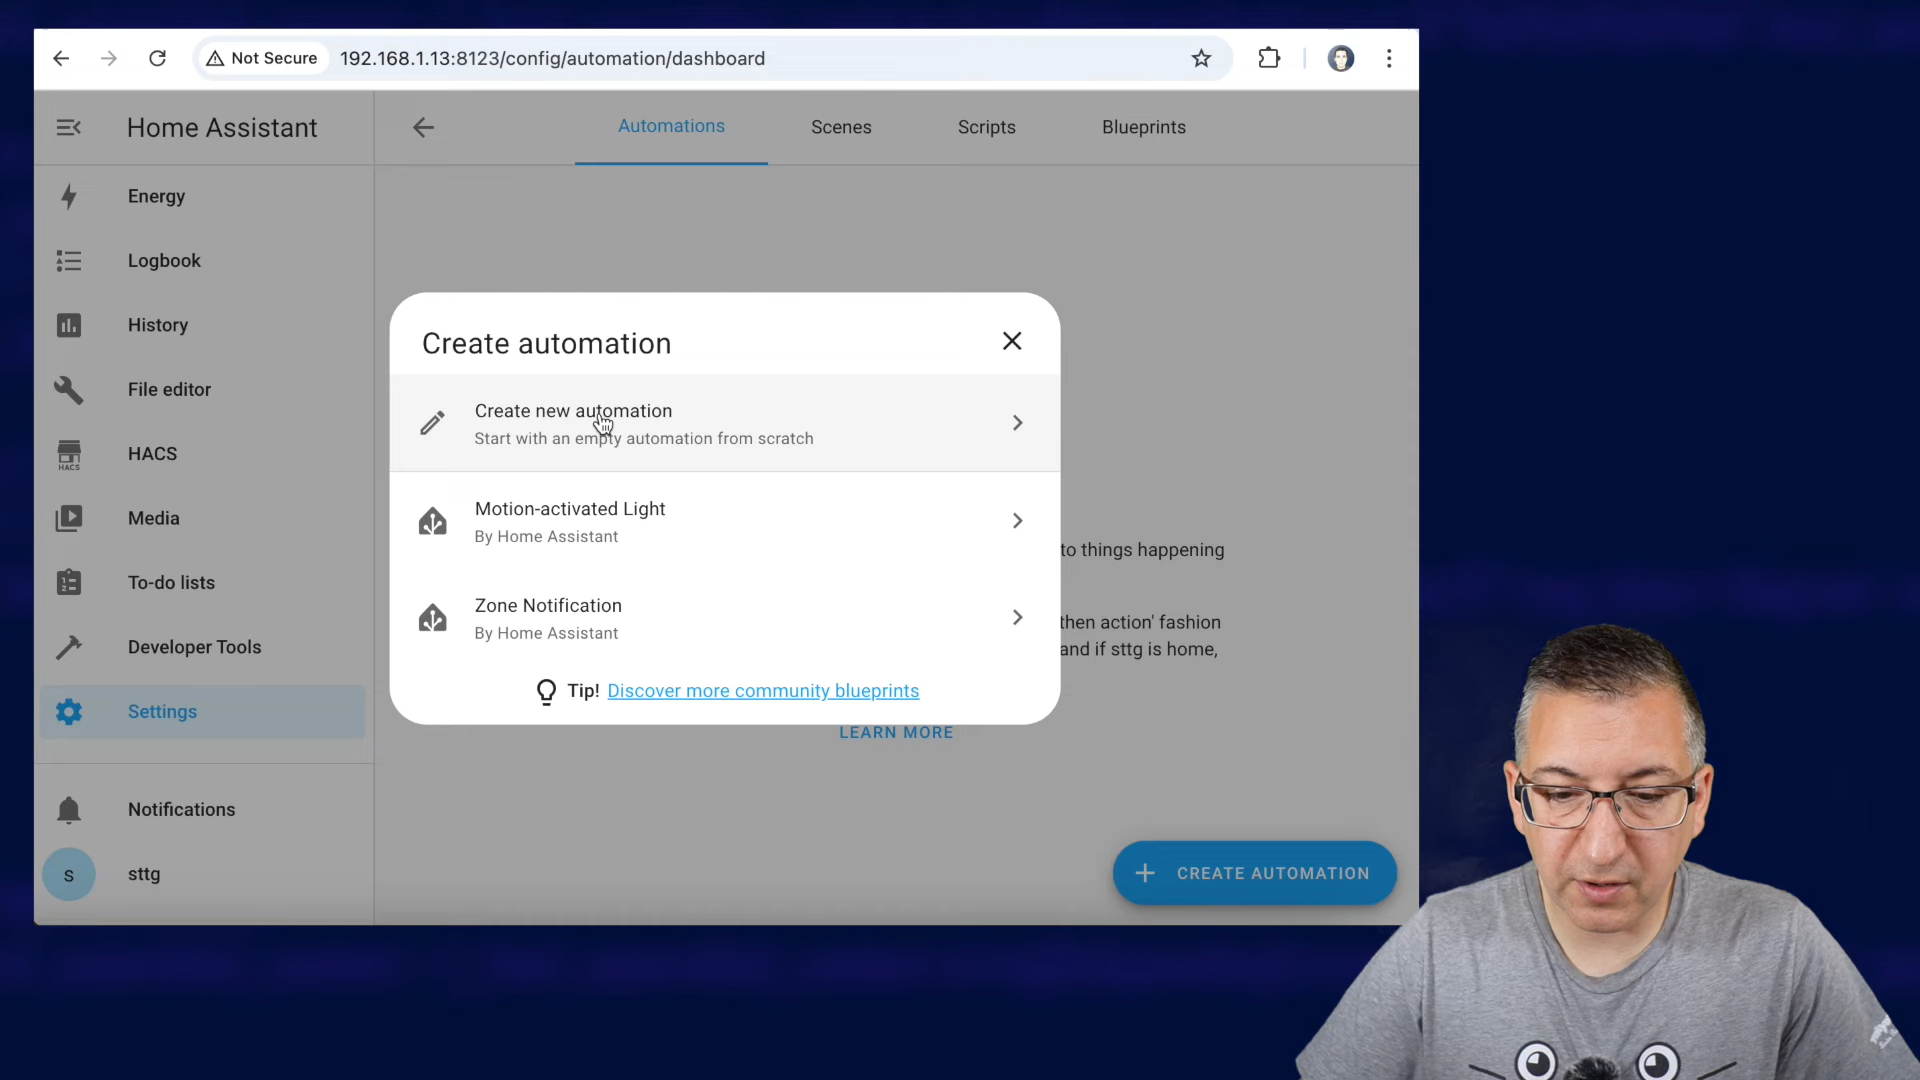 Not Secure
192.168.1.13:8123/config/automation/dashboard
Home Assistant
Automations
Scenes
Scripts
Blueprints
Energy
Logbook
History
File editor
HACS
HACS
Media
To-do lists
Developer Tools
Settings
Notifications
s
sttg
Create automation
Create new automation
Start with an empty automation from scratch
Motion-activated Light
By Home Assistant
Zone Notification
By Home Assistant
Tip! Discover more community blueprints
to things happening
then action' fashion
and if sttg is home,
LEARN MORE
CREATE AUTOMATION